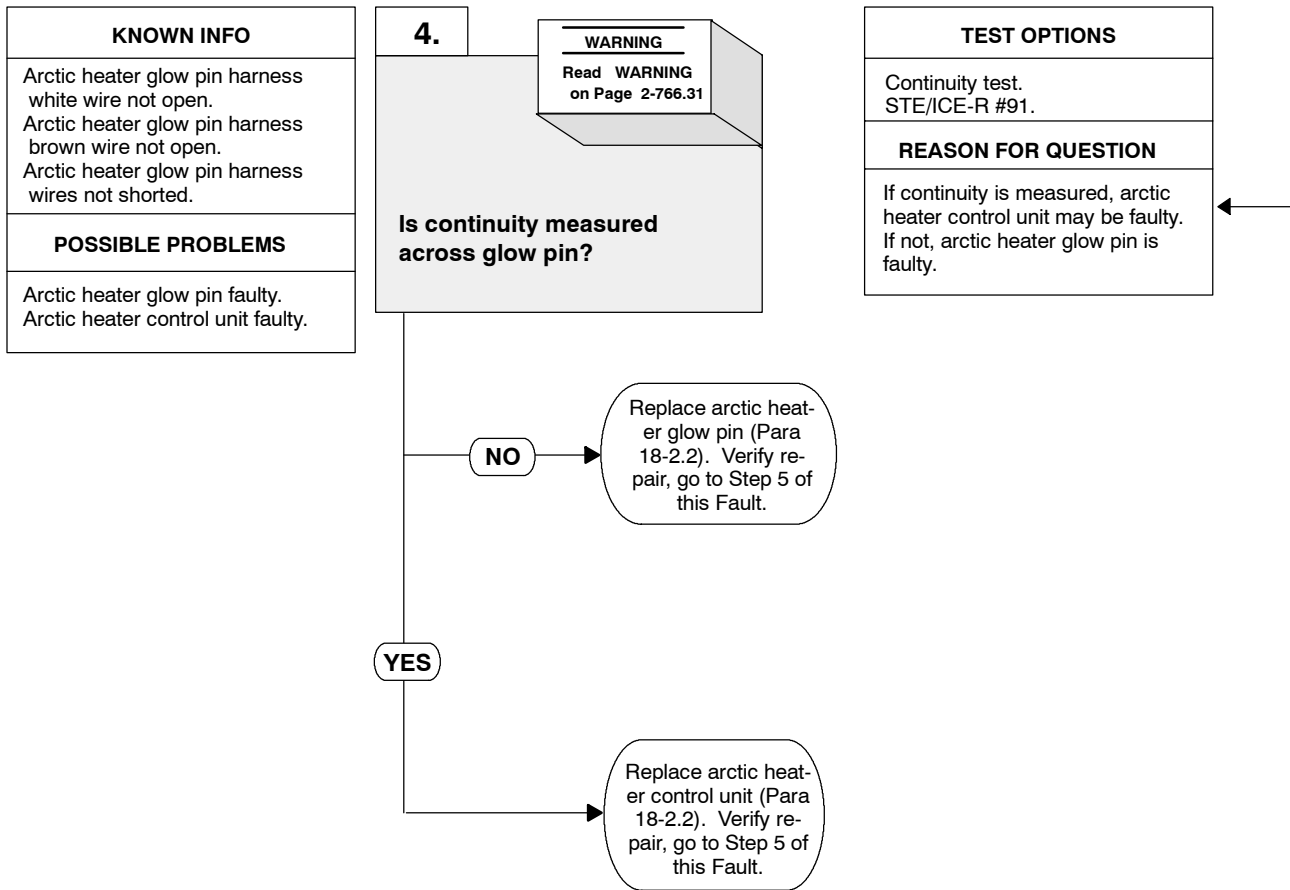 KNOWN INFO
Arctic heater glow pin harness
white wire not open.
Arctic heater glow pin harness
brown wire not open.
Arctic heater glow pin harness
wires not shorted.
POSSIBLE PROBLEMS
Arctic heater glow pin faulty.
Arctic heater control unit faulty.
4.
WARNING
Read WARNING
on Page 2-766.31
Is continuity measured
across glow pin?
TEST OPTIONS
Continuity test.
STE/ICE-R #91.
REASON FOR QUESTION
If continuity is measured, arctic
heater control unit may be faulty.
If not, arctic heater glow pin is
faulty.
NO
Replace arctic heat-
er glow pin (Para
18-2.2). Verify re-
pair, go to Step 5 of
this Fault.
YES
Replace arctic heat-
er control unit (Para
18-2.2). Verify re-
pair, go to Step 5 of
this Fault.